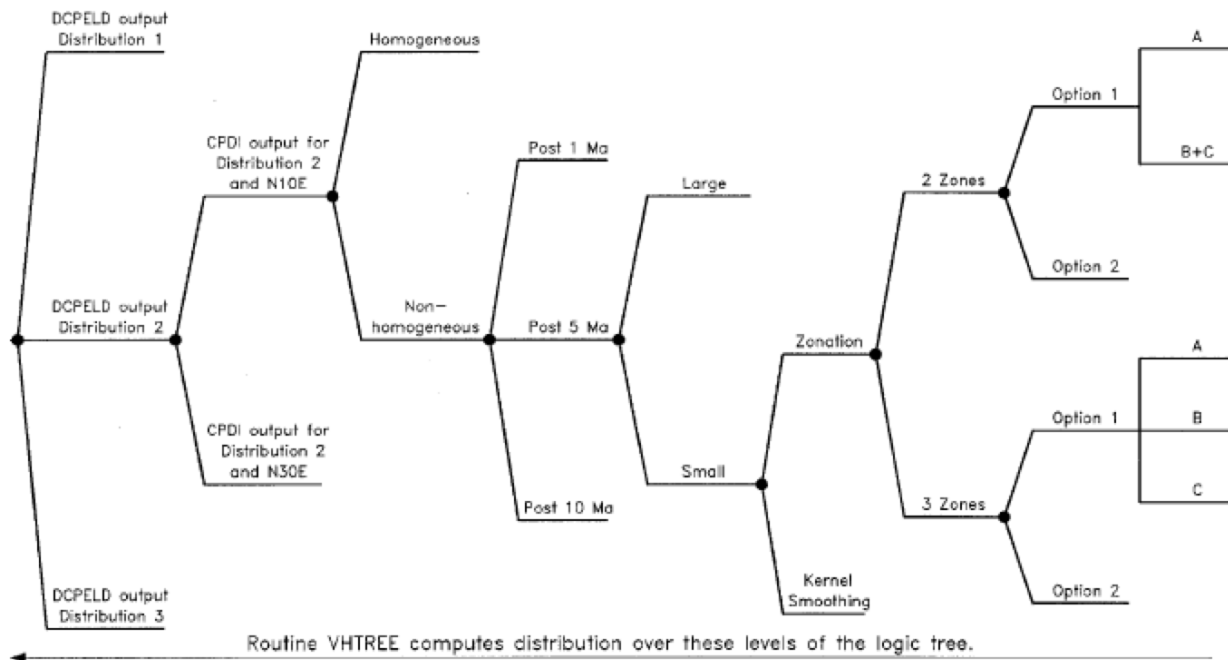 DCPELD output
Distribution 1
Homogeneous
CPDI output for
Distribution 2
and N10E
DCPELD output
Distribution 2
CPDI output for
Distribution 2
and N30E
DCPELD output
Distribution 3
Non-
homogeneous
Post 1 Ma
Post 5 Ma
Post 10 Ma
Large
Small
Zonation
Kernel
Smoothing
2 Zones
3 Zones
Option 1
Option 2
Option 1
Option 2
A
B+C
A
B
C
Routine VHTREE computes distribution over these levels of the logic tree.